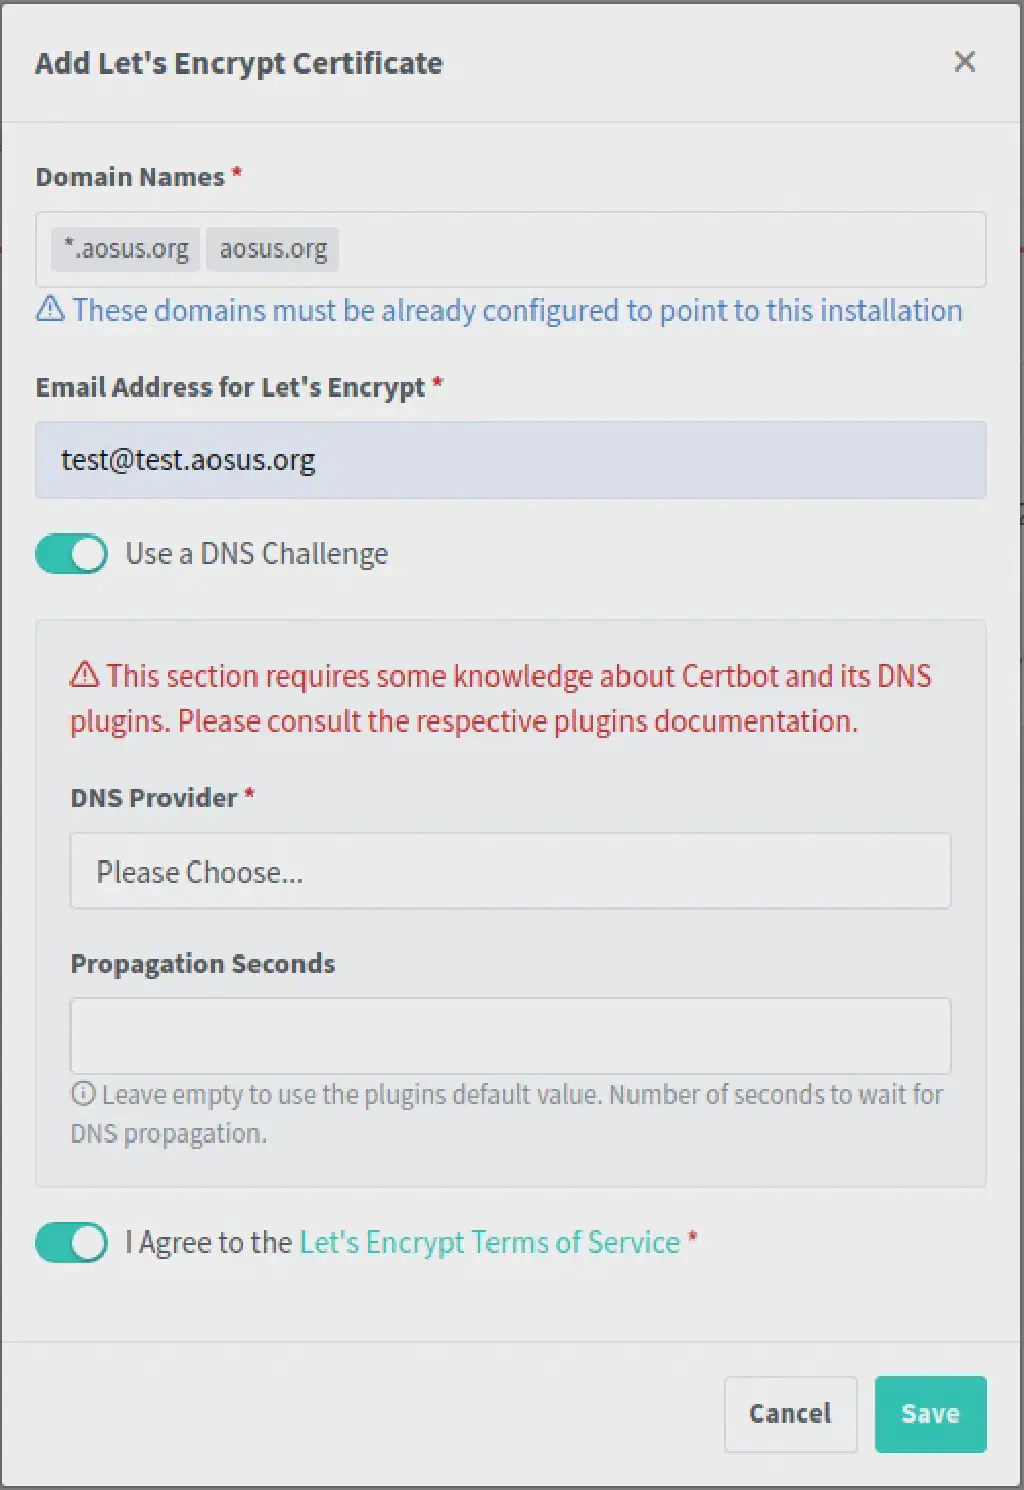 Add Let's Encrypt Certificate
Domain Names *
*.aosus.org aosus.org
These domains must be already configured to point to this installation
Email Address for Let's Encrypt *
test@test.aosus.org
Use a DNS Challenge
This section requires some knowledge about Certbot and its DNS
plugins. Please consult the respective plugins documentation.
DNS Provider *
Please Choose...
Propagation Seconds
Leave empty to use the plugins default value. Number of seconds to wait for
DNS propagation.
I Agree to the Let's Encrypt Terms of Service *
Cancel Save